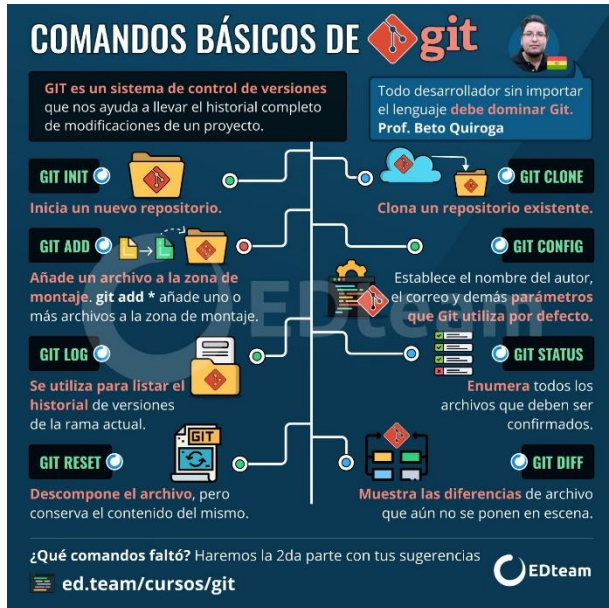 COMANDOS BÁSICOS DE git
GIT es un sistema de control de versiones
que nos ayuda a llevar el historial completo
de modificaciones de un proyecto.
Todo desarrollador sin importar
el lenguaje debe dominar Git.
Prof. Beto Quiroga
GIT INIT
Inicia un nuevo repositorio.
GIT CLONE
Clona un repositorio existente.
GIT ADD
Añade un archivo a la zona de
montaje. git add * añade uno o
más archivos a la zona de montaje.
GIT CONFIG
Establece el nombre del autor,
el correo y demás parámetros
que Git utiliza por defecto.
EDteam
GIT LOG
Se utiliza para listar el
historial de versiones
de la rama actual.
GIT STATUS
Enumera todos los
archivos que deben ser
confirmados.
GIT RESET
GIT
Descompone el archivo, pero
conserva el contenido del mismo.
GIT DIFF
Muestra las diferencias de archivo
que aún no se ponen en escena.
¿Qué comandos faltó? Haremos la 2da parte con tus sugerencias
ed.team/cursos/git
EDteam